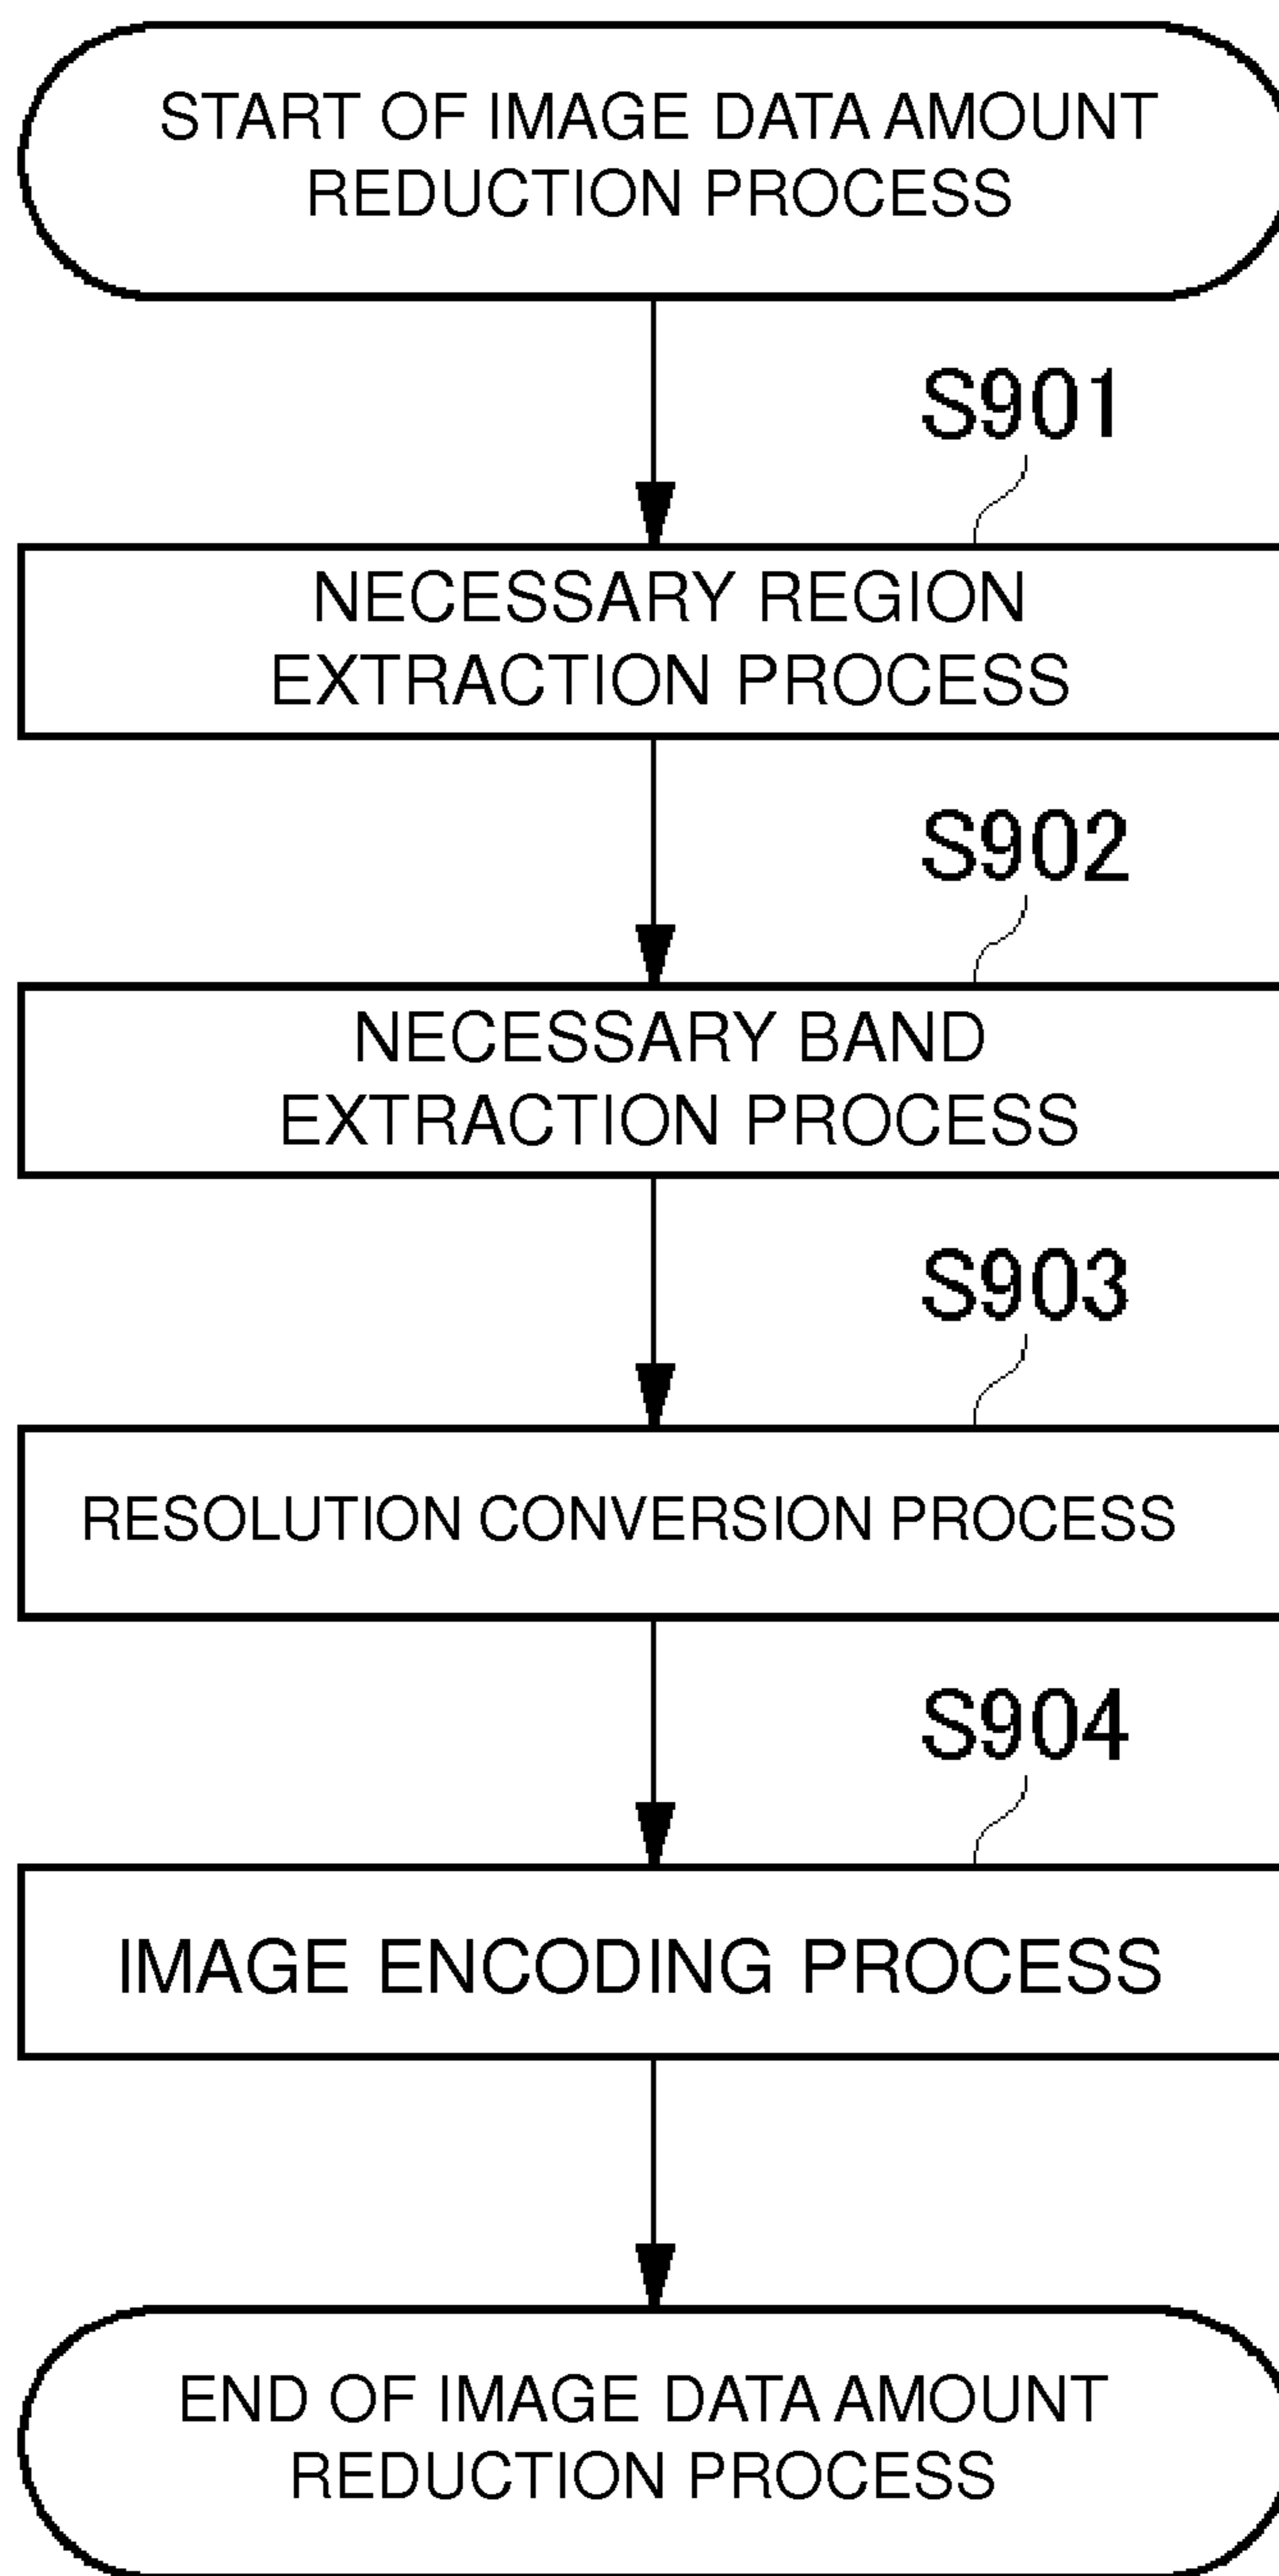 START OF IMAGE DATA AMOUNT
REDUCTION PROCESS
S901
NECESSARY REGION
EXTRACTION PROCESS
S902
NECESSARY BAND
EXTRACTION PROCESS
S903
RESOLUTION CONVERSION PROCESS
S904
IMAGE ENCODING PROCESS
END OF IMAGE DATA AMOUNT
REDUCTION PROCESS